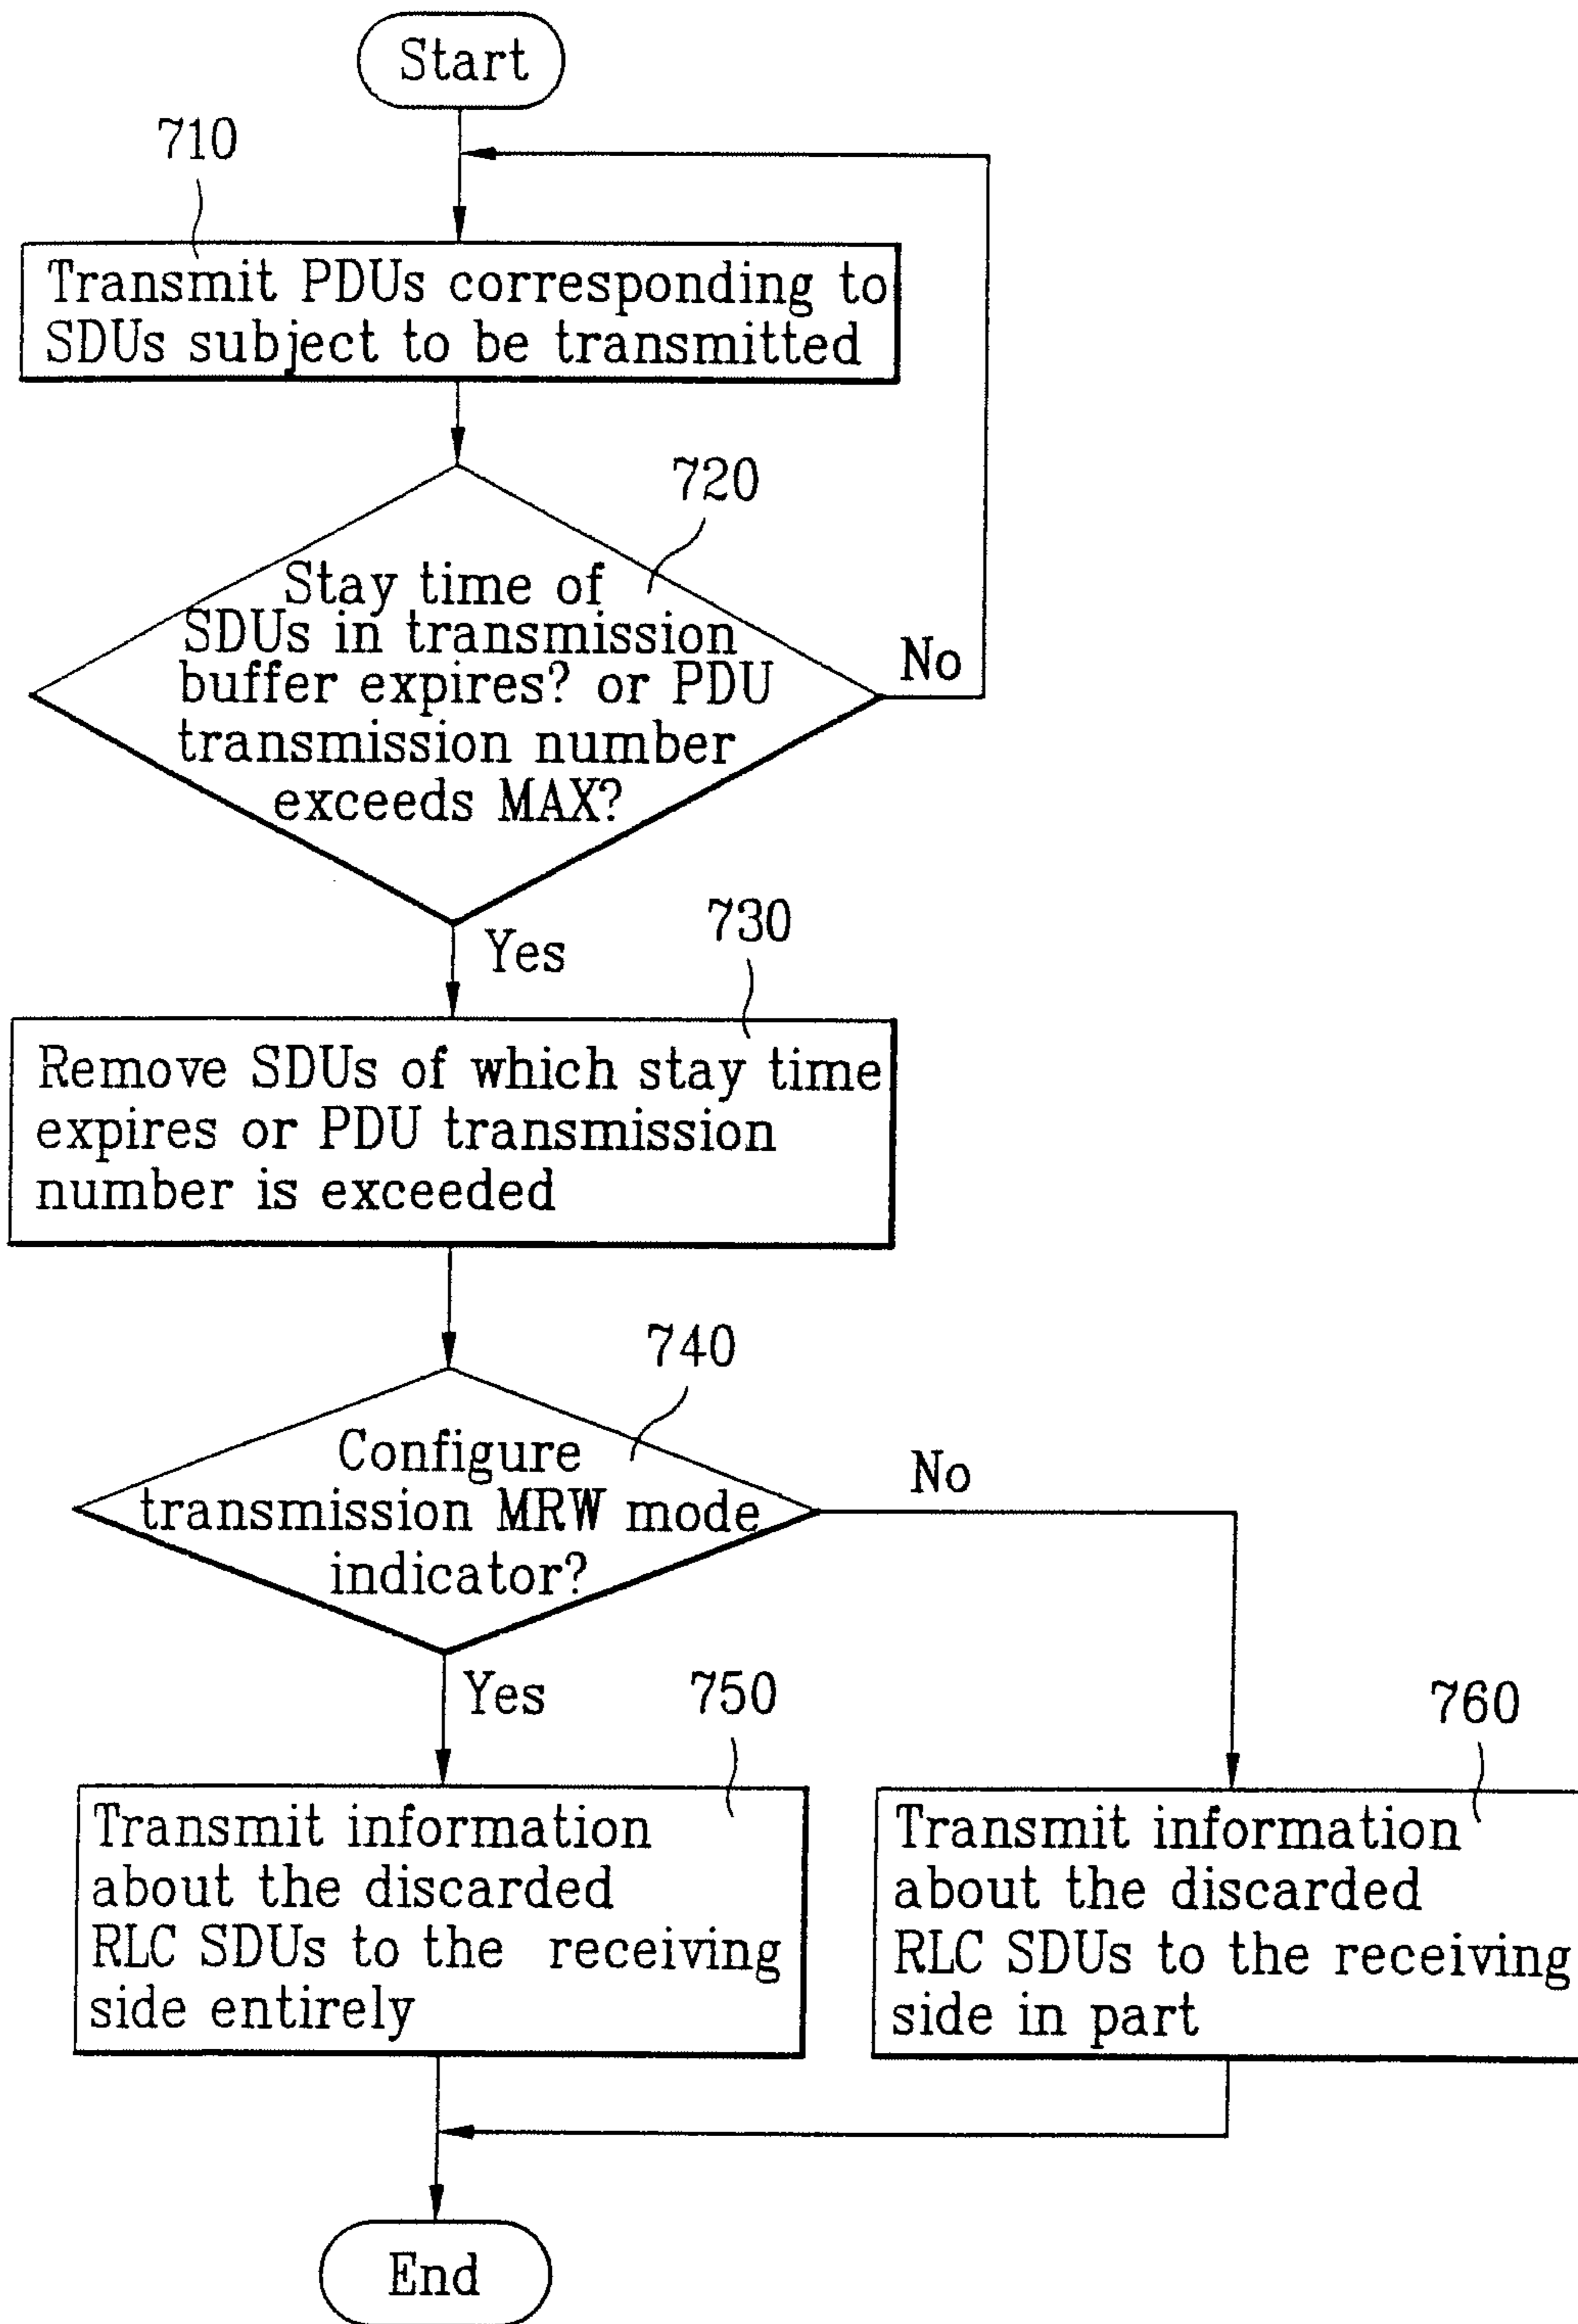 Start
710
Transmit PDUs corresponding to
SDUs subject to be transmitted
720
Stay time of
SDUs in transmission
buffer expires? or PDU
transmission number
exceeds MAX?
No
Yes
730
Remove SDUs of which stay time
expires or PDU transmission
number is exceeded
740
Configure
transmission MRW mode
indicator?
No
Yes
750
Transmit information
about the discarded
RLC SDUs to the receiving
side entirely
760
Transmit information
about the discarded
RLC SDUs to the receiving
side in part
End